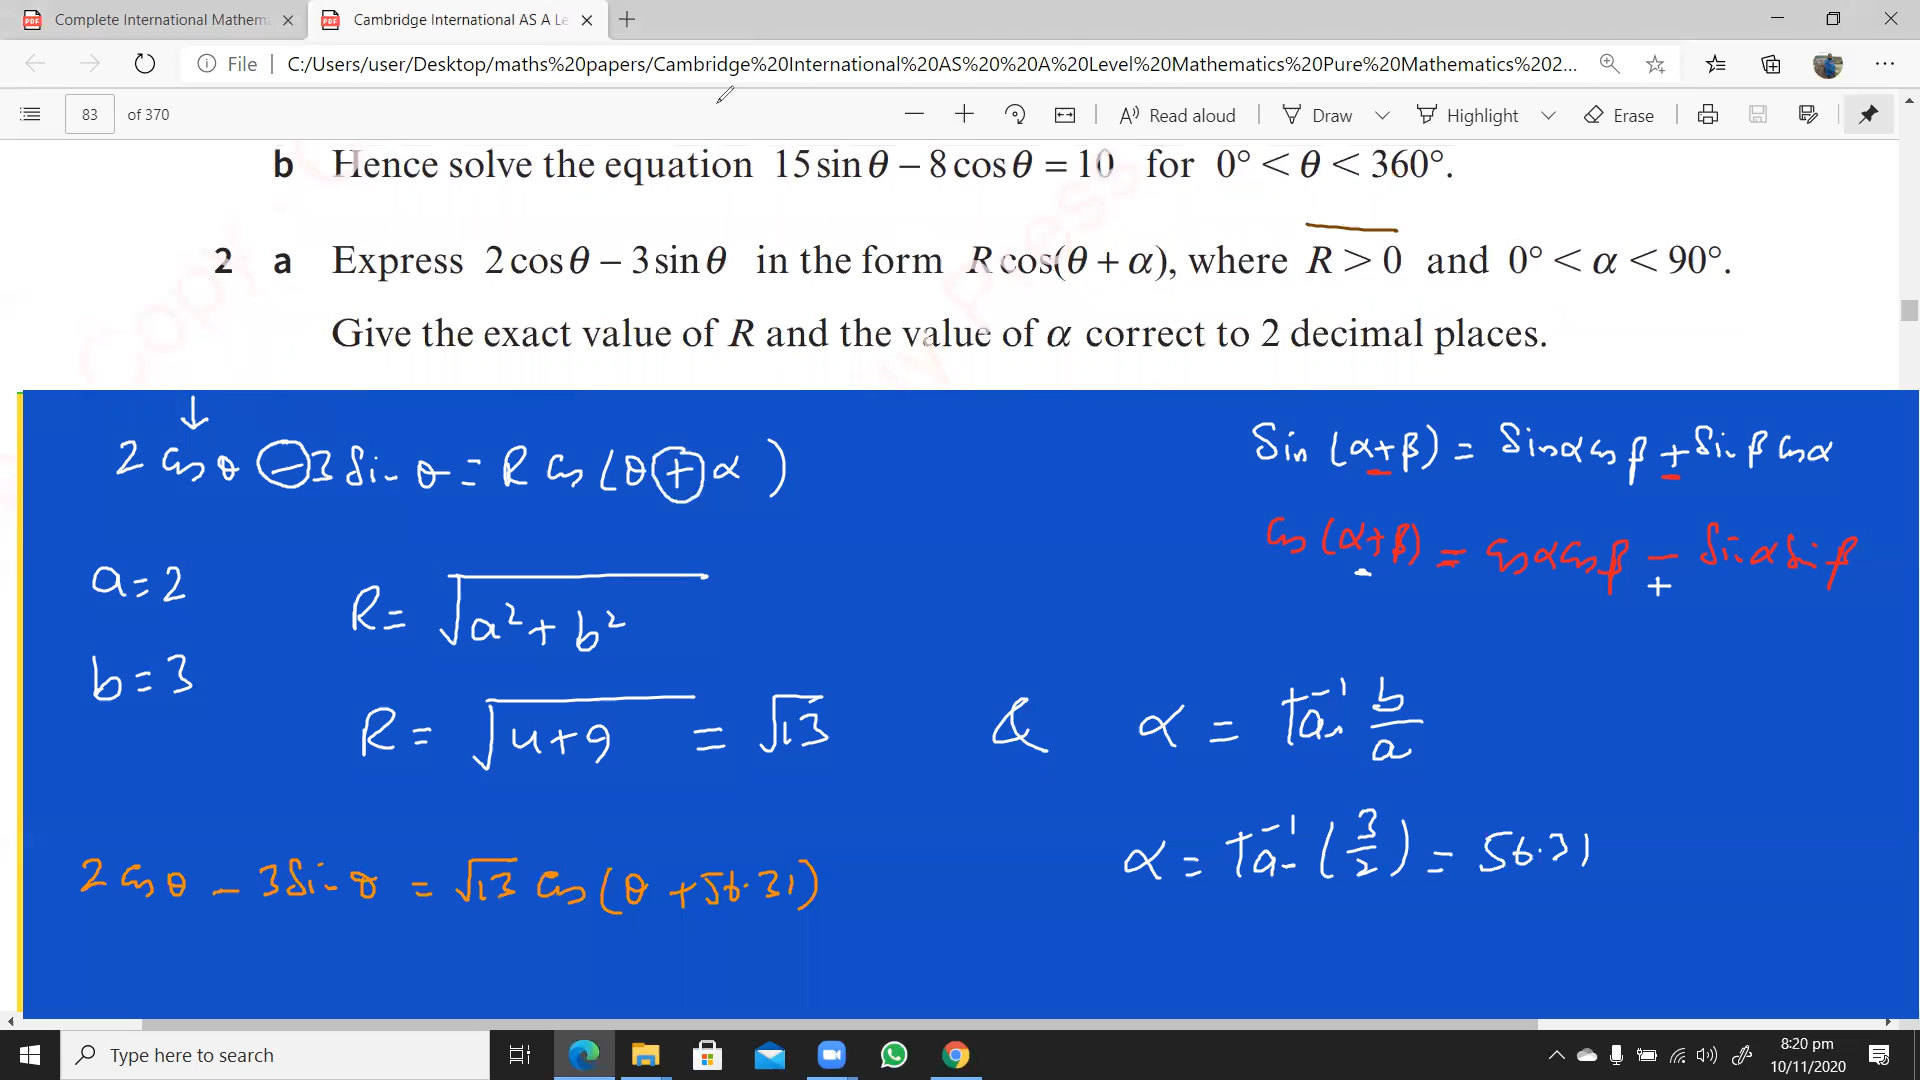 Complete International Mathem
Cambridge International AS A Le
File
C:/Users/user/Desktop/maths%20papers/Cambridge%20International%20AS%20%20A%20Level%20Mathematics%20Pure%20Mathematics%202...
83 of 370
Read aloud
Draw
Highlight
Erase
b Hence solve the equation 15 sin θ − 8 cos θ = 10 for 0° < θ < 360°.
2 a Express 2 cos θ − 3 sin θ in the form R cos(θ + α), where R > 0 and 0° < α < 90°.
Give the exact value of R and the value of α correct to 2 decimal places.
Copy
Press
2 Cos θ − 3 Sin θ = R Cos (θ + α)
Sin (α+β) = Sinα Cos β + Sin β Cos α
Cos (α+β) = Cosα Cosβ − Sinα Sin β
- +
a = 2
R = √a² + b²
b = 3
R = √4+9 = √13
& α = Tan⁻¹ b/a
α = Tan⁻¹ (3/2) = 56.31
2 Cos θ − 3 Sin θ = √13 Cos (θ + 56.31)
Type here to search
8:20 pm
10/11/2020